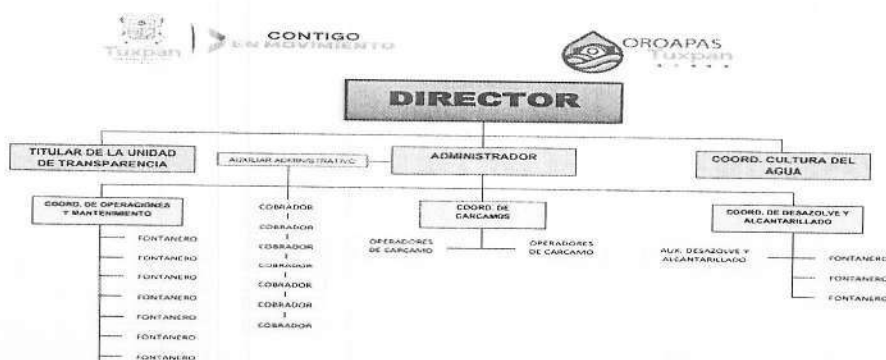 Tuxpan
CONTIGO
EN MOVIMIENTO
OROAPAS
Tuxpan
DIRECTOR
TITULAR DE LA UNIDAD
DE TRANSPARENCIA
AUXILIAR ADMINISTRATIVO
ADMINISTRADOR
COORD. CULTURA DEL
AGUA
COORD. DE OPERACIONES
Y MANTENIMIENTO
COBRADOR
COBRADOR
COBRADOR
COBRADOR
COBRADOR
COBRADOR
COBRADOR
COORD. DE
CARCAMOS
OPERADORES
DE CARCAMO
OPERADORES
DE CARCAMO
COORD. DE DESAZOLVE Y
ALCANTARILLADO
AUX. DESAZOLVE Y
ALCANTARILLADO
FONTANERO
FONTANERO
FONTANERO
FONTANERO
FONTANERO
FONTANERO
FONTANERO
FONTANERO
FONTANERO
FONTANERO